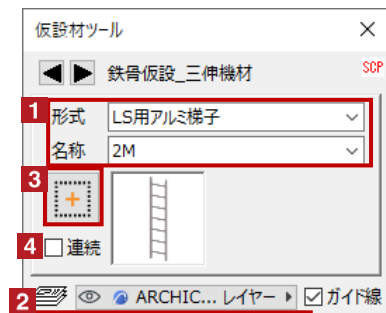 仮設材ツール
鉄骨仮設_三伸機材
SCP
1
形式 LS用アルミ梯子
名称 2M
3
4 連続
2 ARCHIC... レイヤー ガイド線